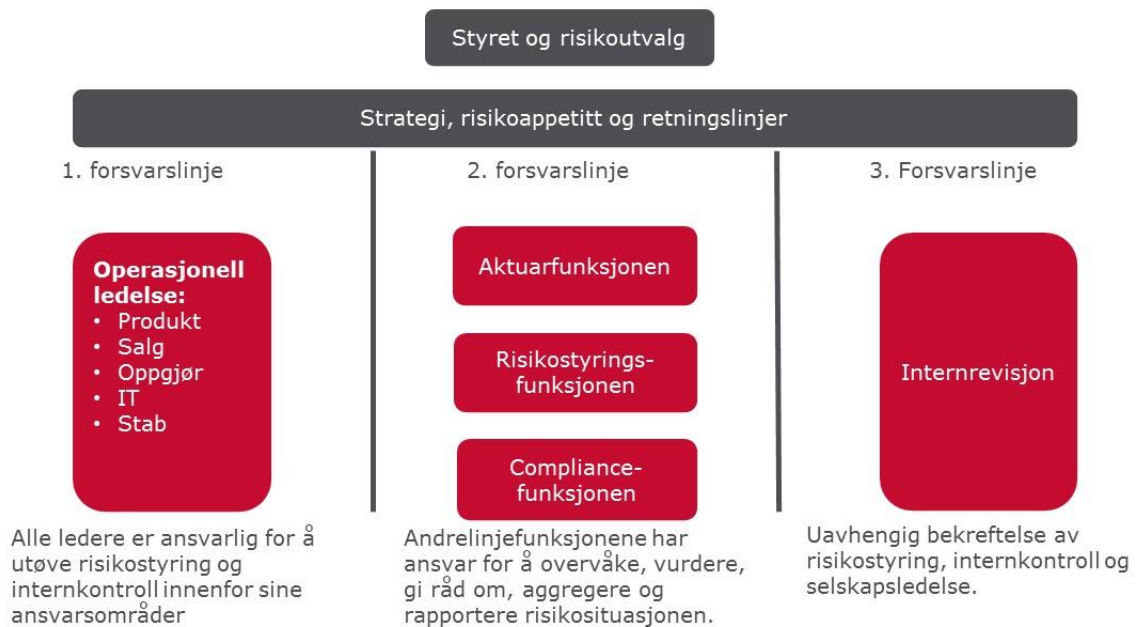 Styret og risikoutvalg
Strategi, risikoappetitt og retningslinjer
1. forsvarslinje
Operasjonell
ledelse:
• Produkt
• Salg
• Oppgjør
• IT
• Stab
Alle ledere er ansvarlig for å
utøve risikostyring og
internkontroll innenfor sine
ansvarsområder
2. forsvarslinje
Aktuarfunksjonen
Risikostyrings-
funksjonen
Compliance-
funksjonen
Andrelinjefunksjonene har
ansvar for å overvåke, vurdere,
gi råd om, aggregere og
rapportere risikosituasjonen.
3. Forsvarslinje
Internrevisjon
Uavhengig bekreftelse av
risikostyring, internkontroll og
selskapsledelse.